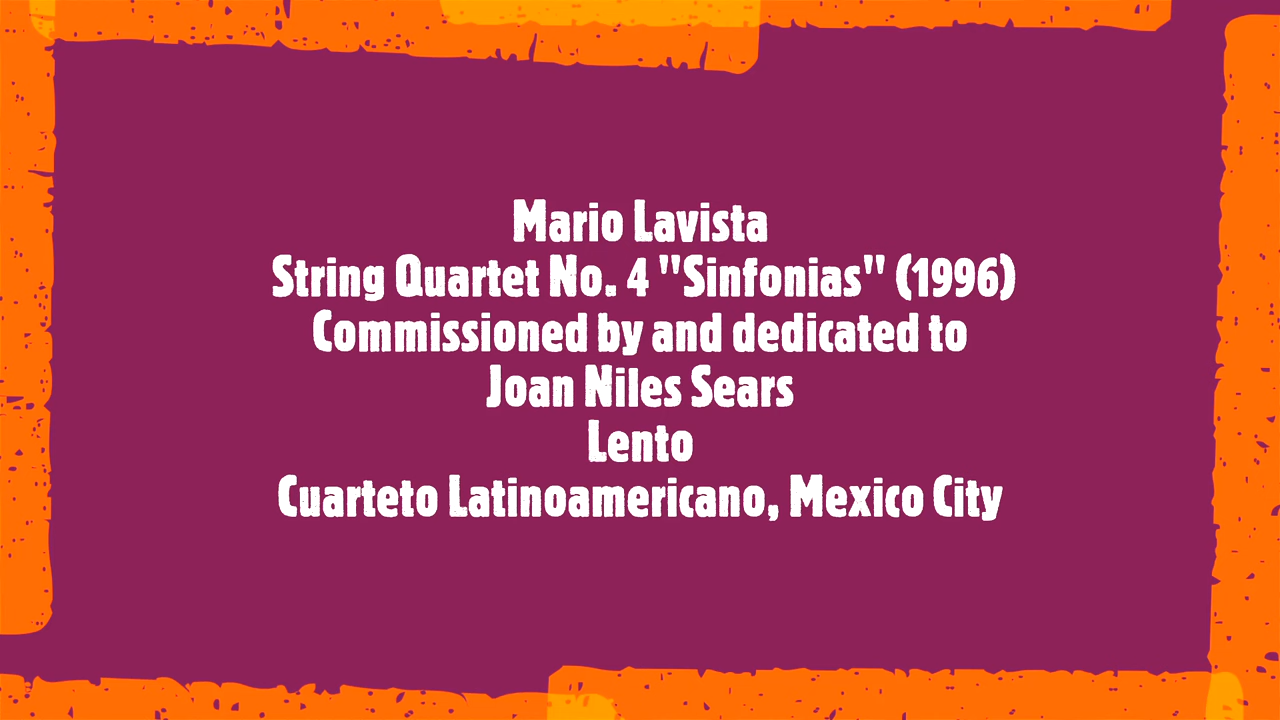 Mario Lavista
String Quartet No. 4 "Sinfonias" (1996)
Commissioned by and dedicated to
Joan Niles Sears
Lento
Cuarteto Latinoamericano, Mexico City